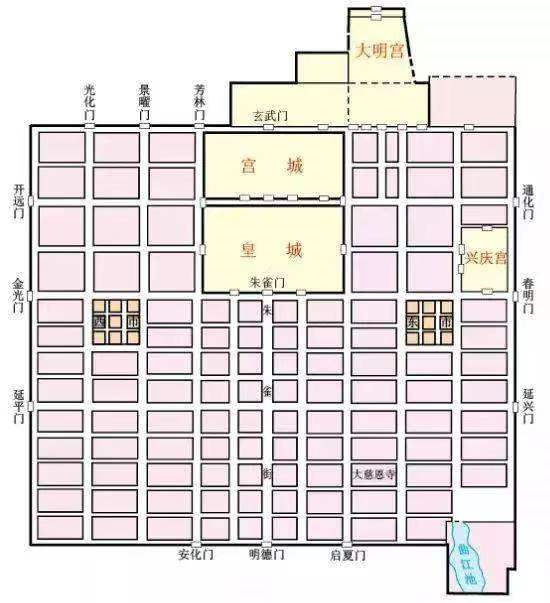 大明宫
光化门
景曜门
芳林门
玄武门
宫 城
开远门
通化门
皇 城
兴庆宫
金光门
朱雀门
春明门
西 市
朱
东 市
延平门
雀
延兴门
街
大慈恩寺
安化门
明德门
启夏门
曲江池